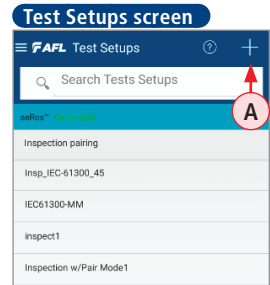 Test Setups screen
≡ AFL Test Setups ? +
Search Tests Setups
A
aeRos™ Connected
Inspection pairing
Insp_IEC-61300_45
IEC61300-MM
inspect1
Inspection w/Pair Mode1